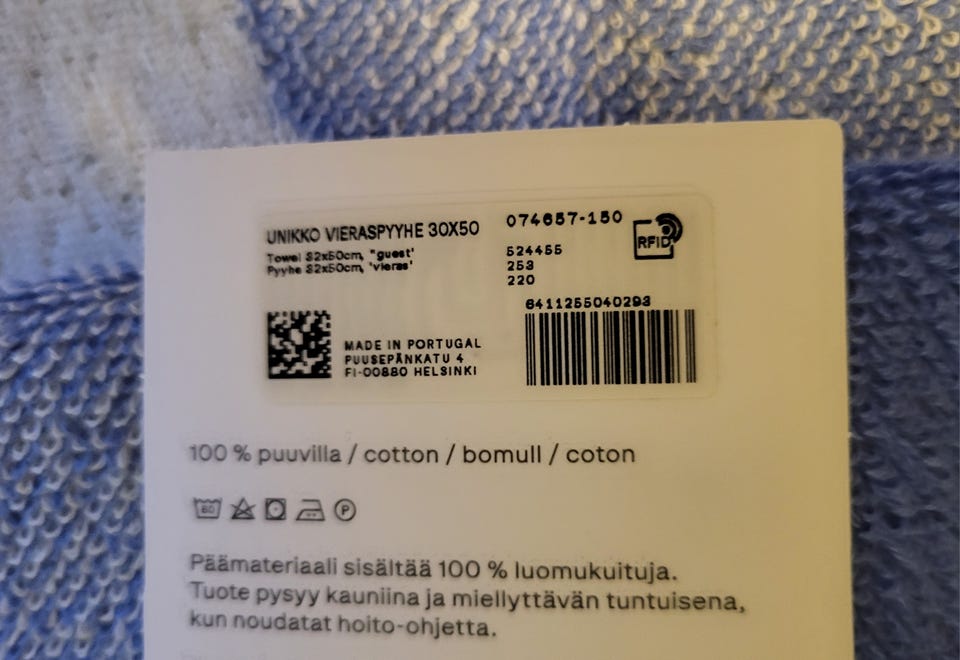 UNIKKO VIERASPYYHE 30X50
Towel 32x50cm, "guest'
Pyyhe 32x50cm, 'vieras'
074657-150
524455
253
220
RFID
6411255040293
MADE IN PORTUGAL
PUUSEPÄNKATU 4
FI-00880 HELSINKI
100 % puuvilla / cotton / bomull / coton
60
P
Päämateriaali sisältää 100 % luomukuituja.
Tuote pysyy kauniina ja miellyttävän tuntuisena,
kun noudatat hoito-ohjetta.